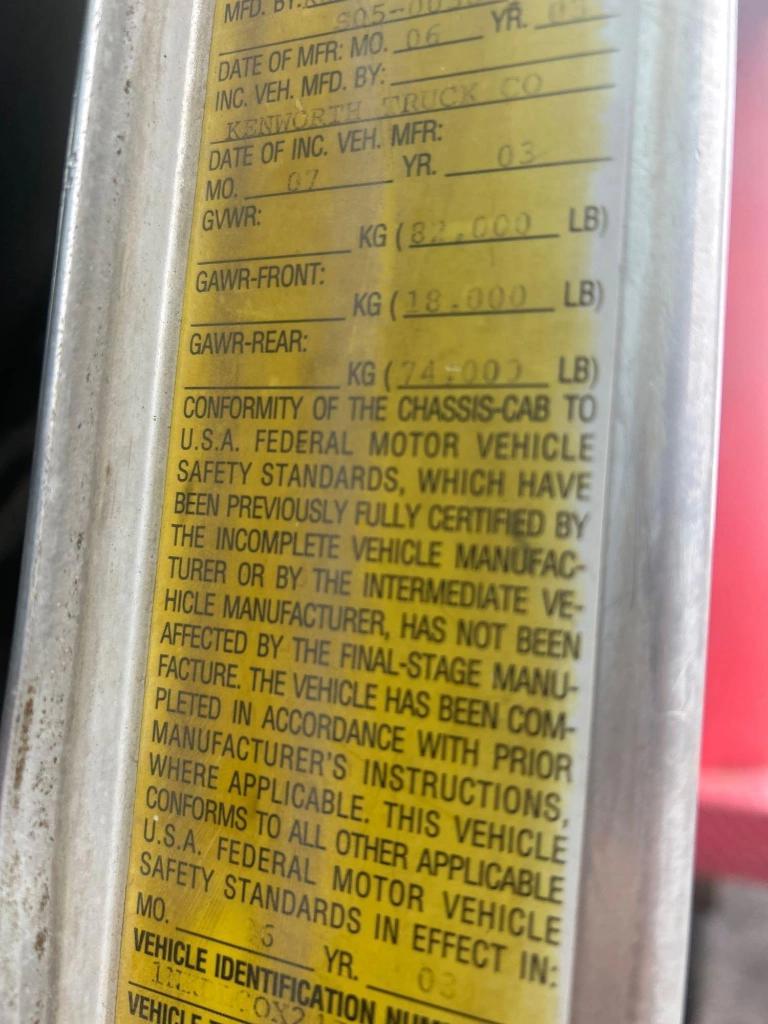 MFD. BY:
DATE OF MFR: MO. 06 YR.
INC. VEH. MFD. BY:
KENWORTH TRUCK CO
DATE OF INC. VEH. MFR:
MO. 07 YR. 03
GVWR:
KG ( LB)
GAWR-FRONT:
KG (18.000 LB)
GAWR-REAR:
KG (74.000 LB)
CONFORMITY OF THE CHASSIS-CAB TO
U.S.A. FEDERAL MOTOR VEHICLE
SAFETY STANDARDS, WHICH HAVE
BEEN PREVIOUSLY FULLY CERTIFIED BY
THE INCOMPLETE VEHICLE MANUFAC-
TURER OR BY THE INTERMEDIATE VE-
HICLE MANUFACTURER, HAS NOT BEEN
AFFECTED BY THE FINAL-STAGE MANU-
FACTURE. THE VEHICLE HAS BEEN COM-
PLETED IN ACCORDANCE WITH PRIOR
MANUFACTURER'S INSTRUCTIONS,
WHERE APPLICABLE. THIS VEHICLE
CONFORMS TO ALL OTHER APPLICABLE
U.S.A. FEDERAL MOTOR VEHICLE
SAFETY STANDARDS IN EFFECT IN:
MO. YR. 03
VEHICLE IDENTIFICATION
VEHICLE